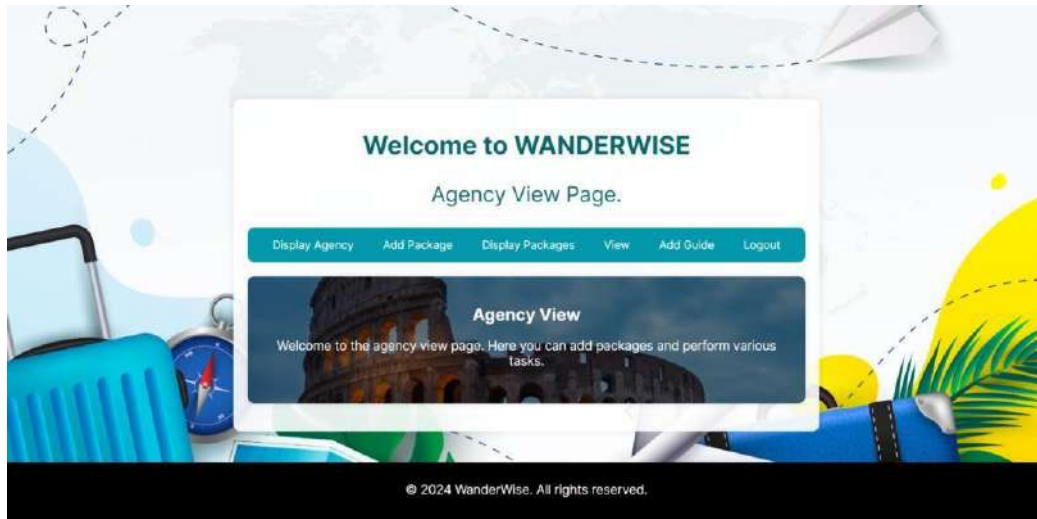 Welcome to WANDERWISE
Agency View Page.
Display Agency Add Package Display Packages View Add Guide Logout
Agency View
Welcome to the agency view page. Here you can add packages and perform various
tasks.
© 2024 WanderWise. All rights reserved.